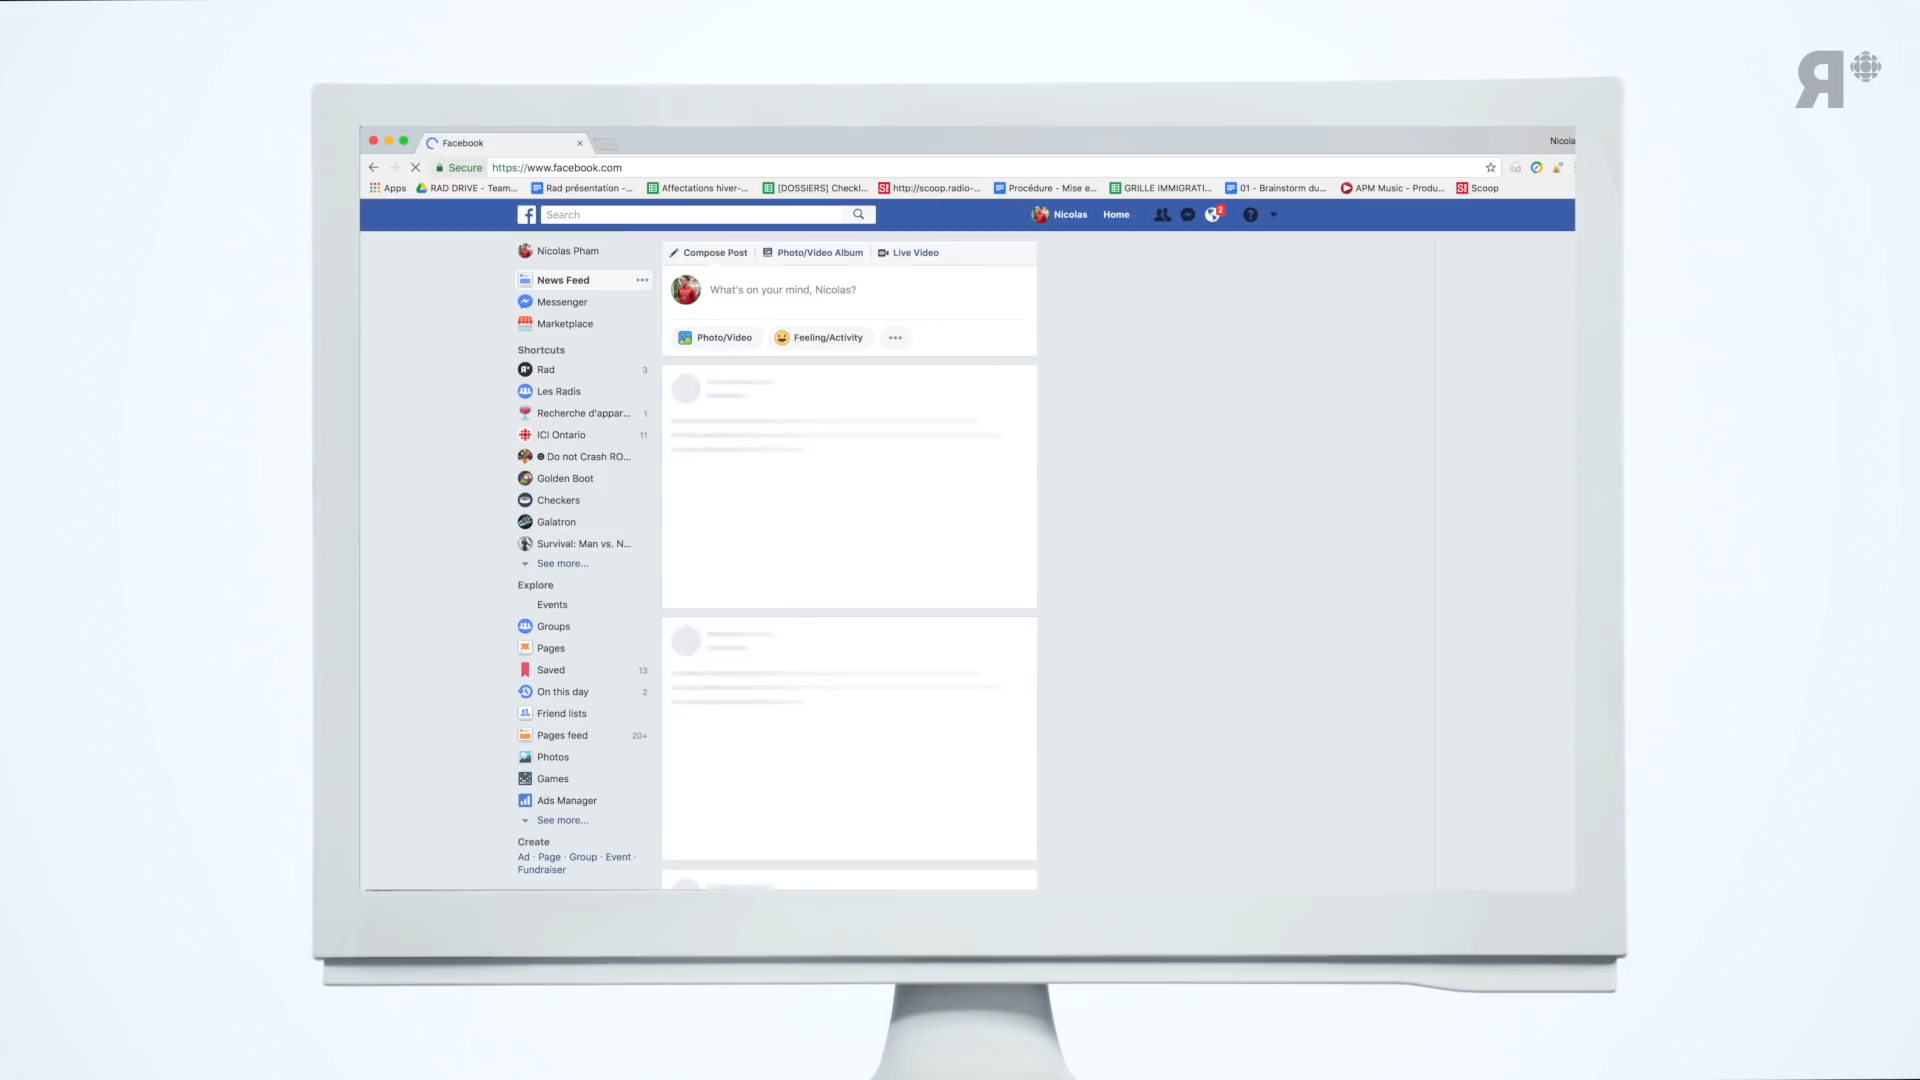 Facebook
Nicola
Secure https://www.facebook.com
Apps RAD DRIVE - Team... Rad présentation -... Affectations hiver-... [DOSSIERS] Checkl... http://scoop.radio-... Procédure - Mise e... GRILLE IMMIGRATI... 01 - Brainstorm du... APM Music - Produ... Scoop
Search
Nicolas Home 2
Nicolas Pham
News Feed
Messenger
Marketplace
Shortcuts
Rad 3
Les Radis
Recherche d'appar... 1
ICI Ontario 11
Do not Crash RO...
Golden Boot
Checkers
Galatron
Survival: Man vs. N...
See more...
Explore
Events
Groups
Pages
Saved 13
On this day 2
Friend lists
Pages feed 20+
Photos
Games
Ads Manager
See more...
Create
Ad · Page · Group · Event ·
Fundraiser
Compose Post Photo/Video Album Live Video
What's on your mind, Nicolas?
Photo/Video Feeling/Activity